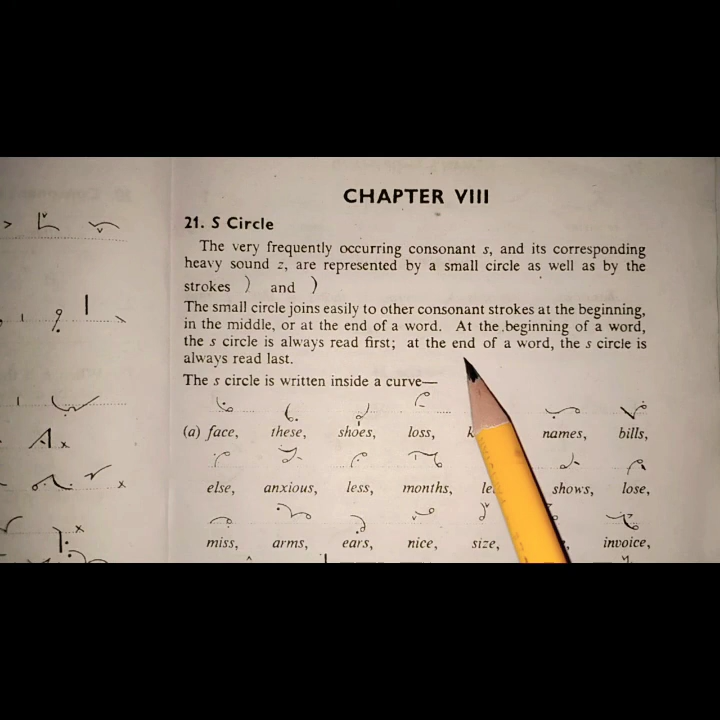 CHAPTER VIII
21. S Circle
The very frequently occurring consonant s, and its corresponding
heavy sound z, are represented by a small circle as well as by the
strokes ) and )
The small circle joins easily to other consonant strokes at the beginning,
in the middle, or at the end of a word. At the beginning of a word,
the s circle is always read first; at the end of a word, the s circle is
always read last.
The s circle is written inside a curve—
(a) face, these, shoes, loss, names, bills,
else, anxious, less, months, shows, lose,
miss, arms, ears, nice, size, invoice,